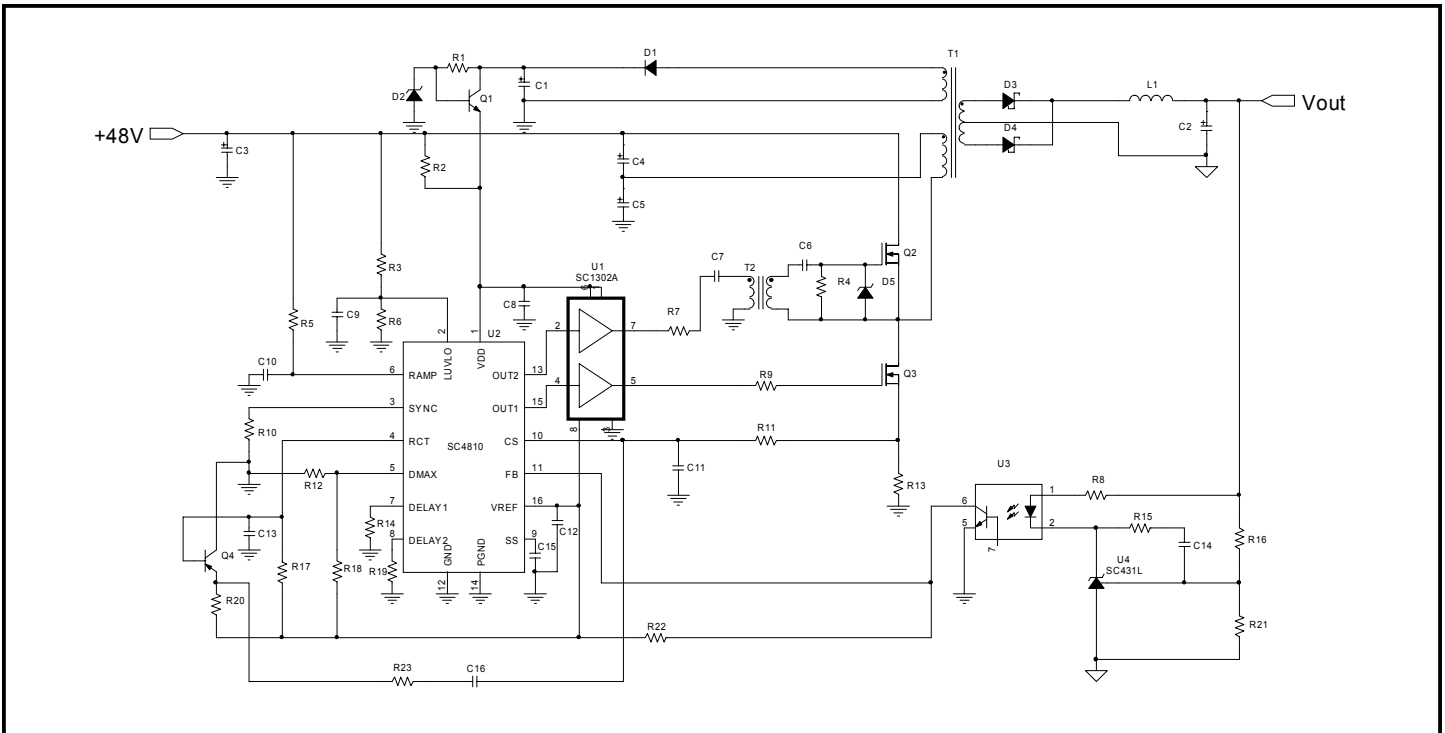 T1
R1
D1
D2
Q1
C1
D3
L1
Vout
+48V
C3
R2
C4
D4
C2
C5
U1
SC1302A
C7
T2
C6
Q2
R3
R4
D5
6
C8
R7
C9
R5
R6
2
1
U2
2
7
C10
LUVLO
VDD
6
RAMP
OUT2
13
4
5
R9
Q3
3
SYNC
OUT1
15
R10
8
3
R11
4
RCT
SC4810
CS
10
U3
R12
5
DMAX
FB
11
C11
R13
R8
7
DELAY1
VREF
16
6
1
R14
C12
R15
C13
8
DELAY2
SS
9
C15
5
2
R16
Q4
GND
PGND
7
C14
R17
R18
R19
12
14
U4
SC431L
R20
R22
R21
R23
C16